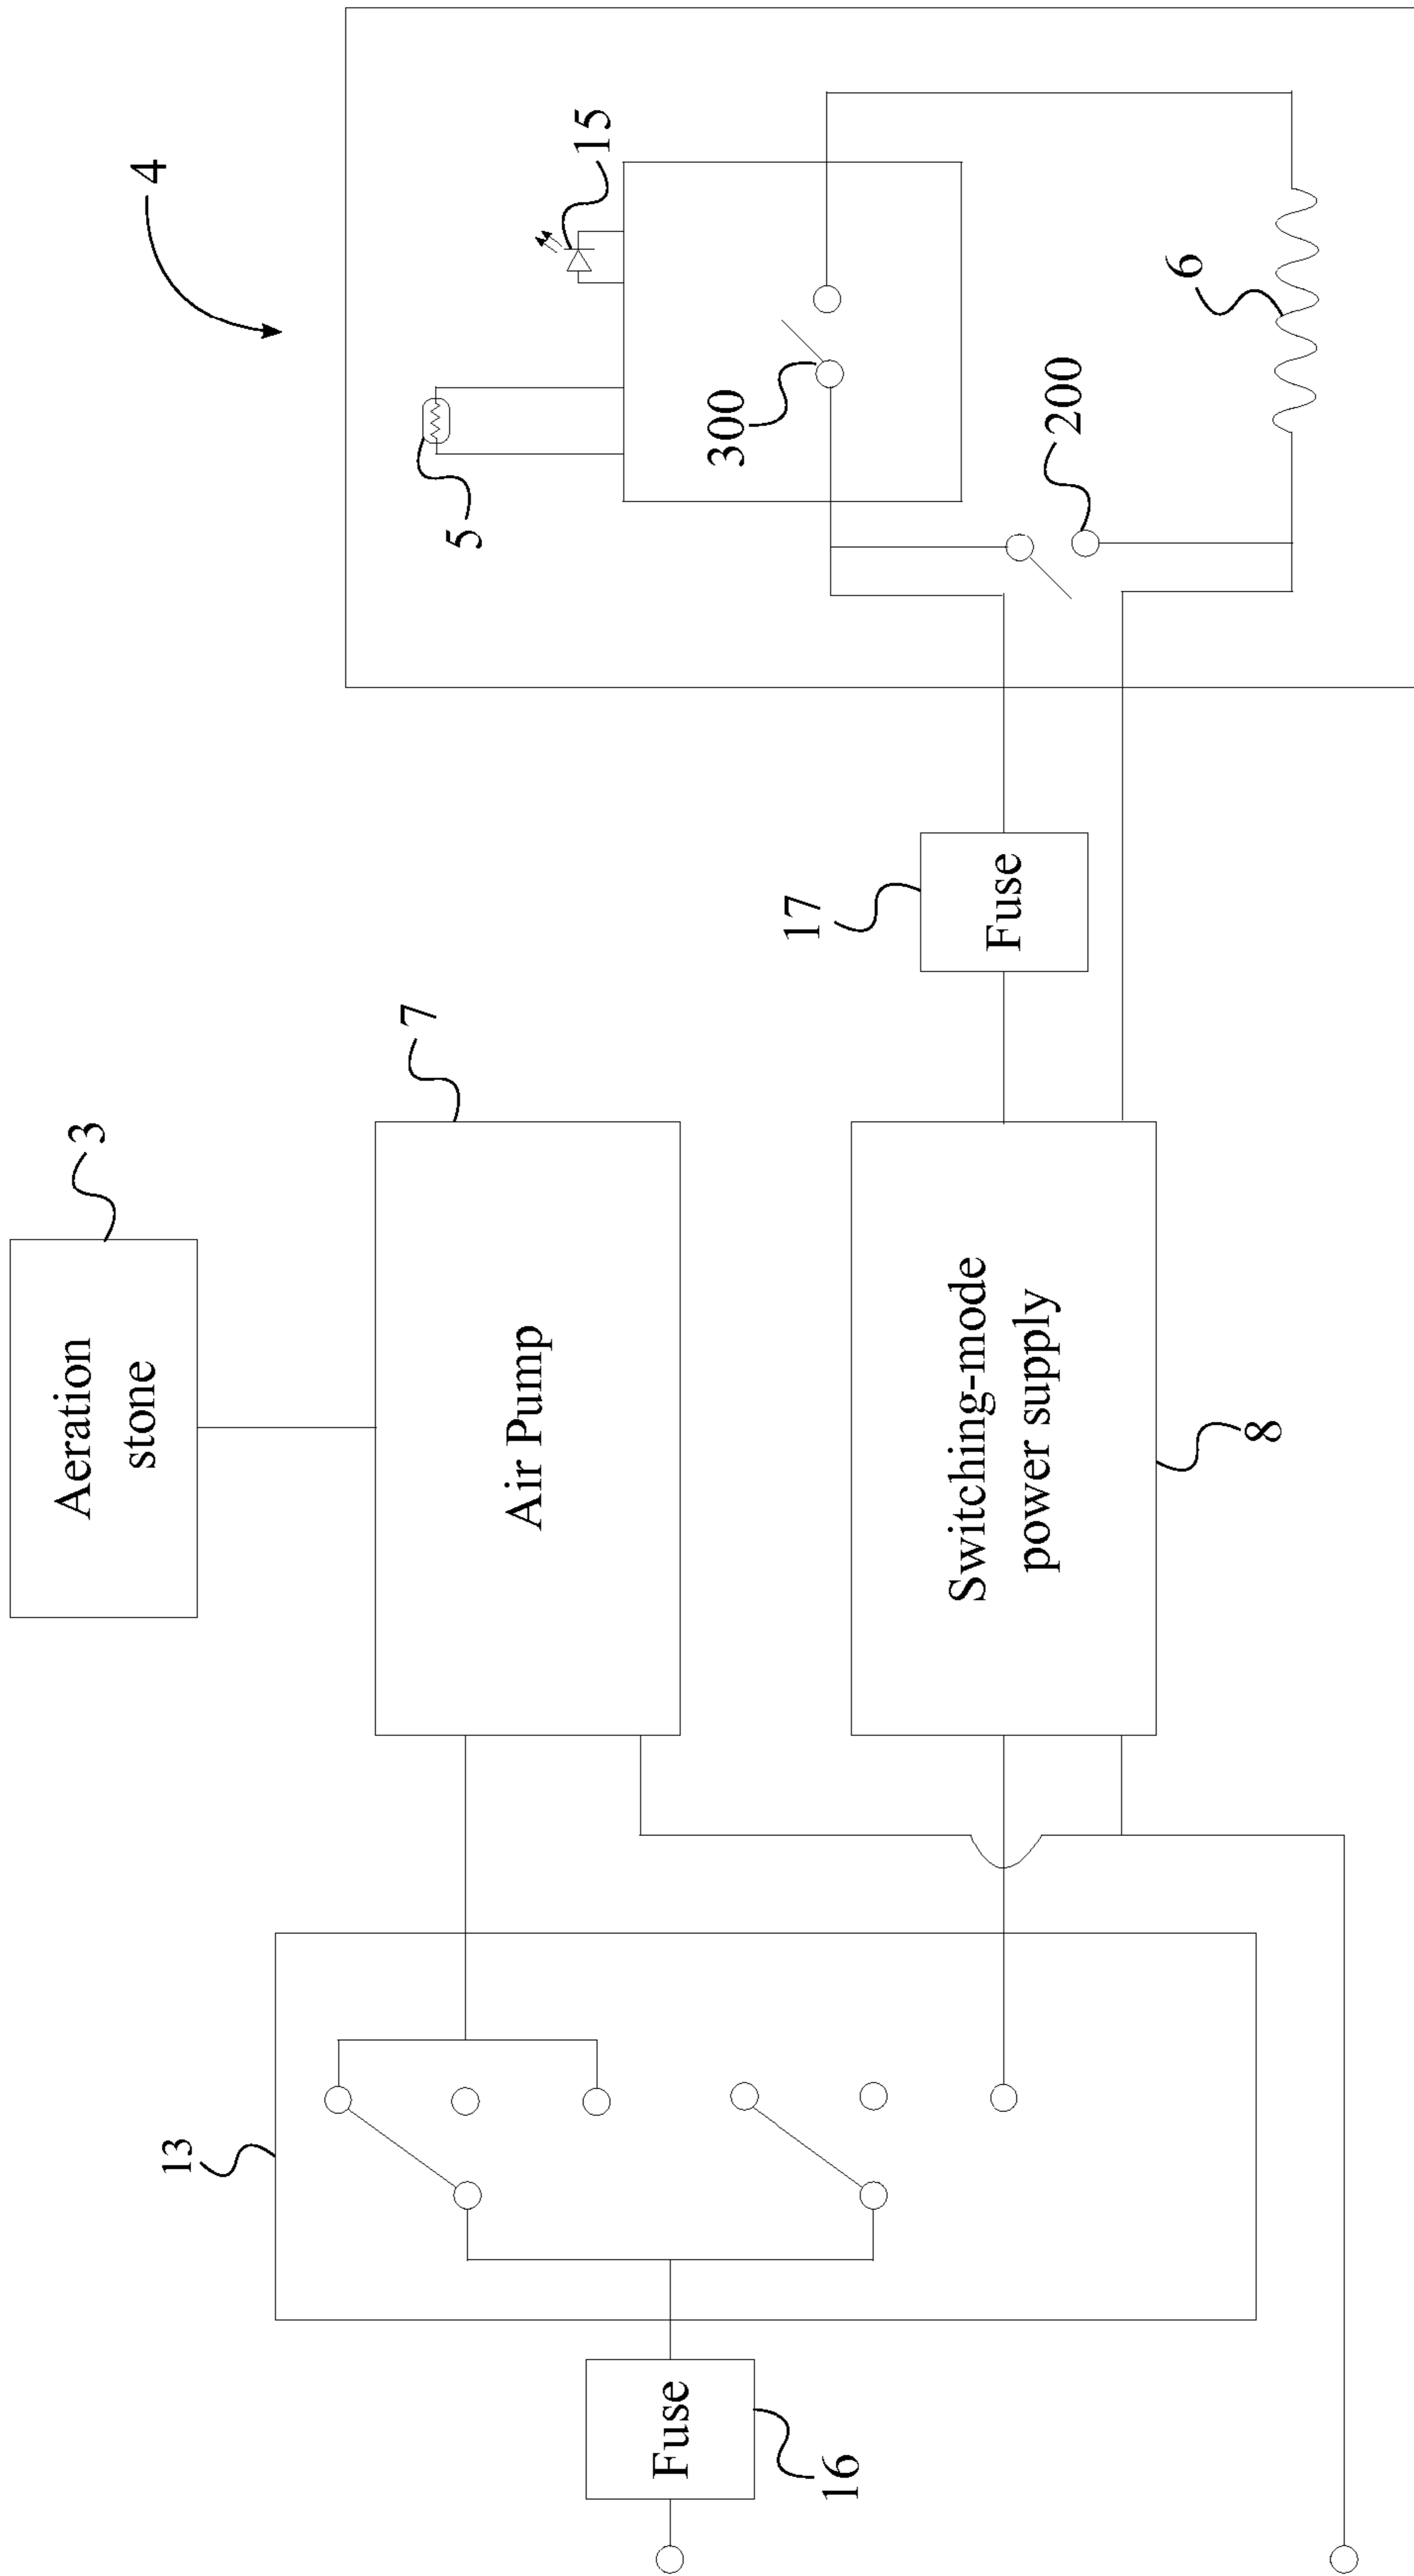 4
15
5
300
200
6
3
Aeration
stone
7
Air Pump
17
Fuse
Switching-mode
power supply
8
13
Fuse
16